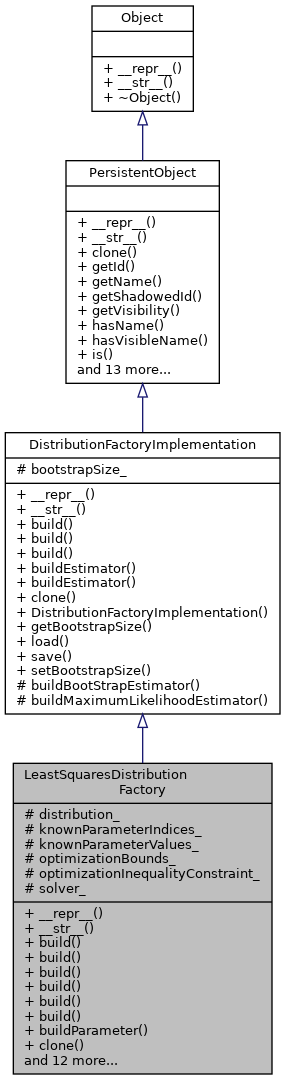 Object
+ __repr__()
+ __str__()
+ ~Object()
PersistentObject
+ __repr__()
+ __str__()
+ clone()
+ getId()
+ getName()
+ getShadowedId()
+ getVisibility()
+ hasName()
+ hasVisibleName()
+ is()
and 13 more...
DistributionFactoryImplementation
# bootstrapSize_
+ __repr__()
+ __str__()
+ build()
+ build()
+ build()
+ buildEstimator()
+ buildEstimator()
+ clone()
+ DistributionFactoryImplementation()
+ getBootstrapSize()
+ load()
+ save()
+ setBootstrapSize()
# buildBootStrapEstimator()
# buildMaximumLikelihoodEstimator()
LeastSquaresDistribution
Factory
# distribution_
# knownParameterIndices_
# knownParameterValues_
# optimizationBounds_
# optimizationInequalityConstraint_
# solver_
+ __repr__()
+ __str__()
+ build()
+ build()
+ build()
+ build()
+ build()
+ build()
+ buildParameter()
+ clone()
and 12 more...